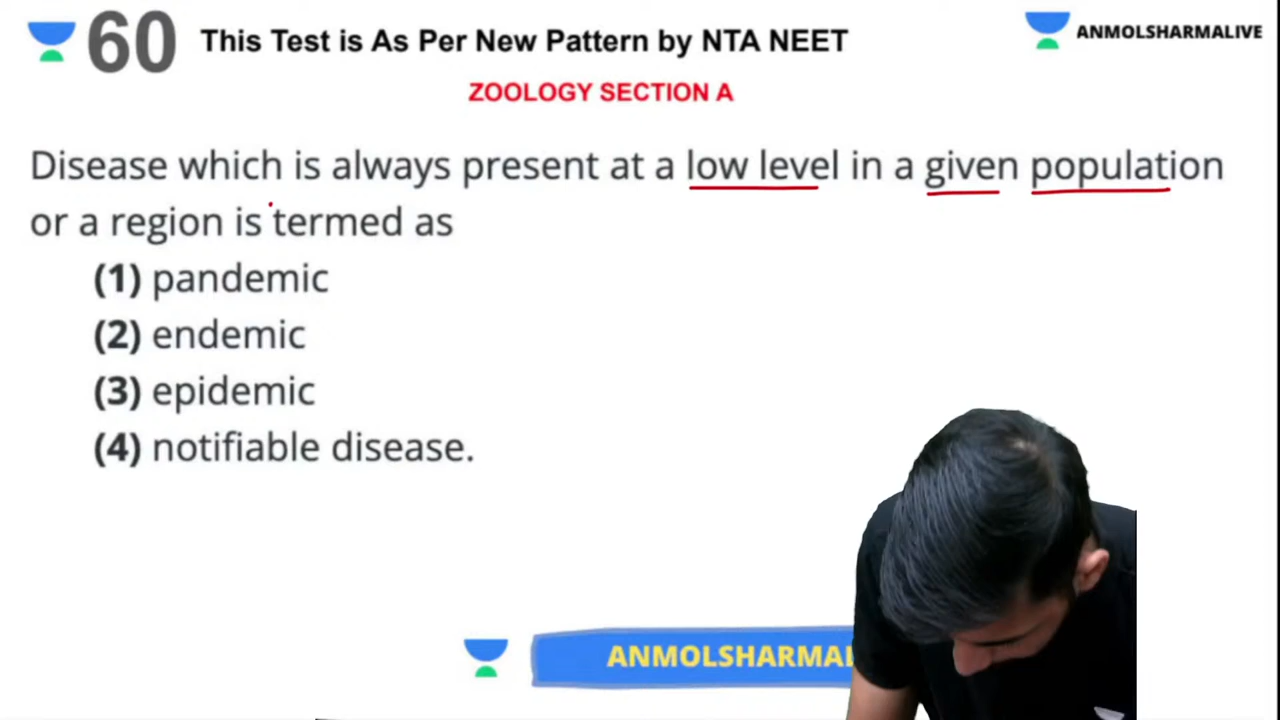 60 This Test is As Per New Pattern by NTA NEET
ANMOLSHARMALIVE
ZOOLOGY SECTION A
Disease which is always present at a low level in a given population
or a region is termed as
(1) pandemic
(2) endemic
(3) epidemic
(4) notifiable disease.